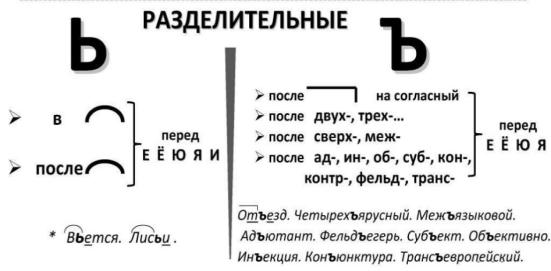 РАЗДЕЛИТЕЛЬНЫЕ
Ь
➢ в
➢ после
перед
Е Ё Ю Я И
* Вьется. Лисьи .
Ъ
➢ после на согласный
➢ после двух-, трех-...
➢ после сверх-, меж-
➢ после ад-, ин-, об-, суб-, кон-,
контр-, фельд-, транс-
перед
Е Ё Ю Я
Отъезд. Четырехъярусный. Межъязыковой.
Адъютант. Фельдъегерь. Субъект. Объективно.
Инъекция. Конъюнктура. Трансъевропейский.